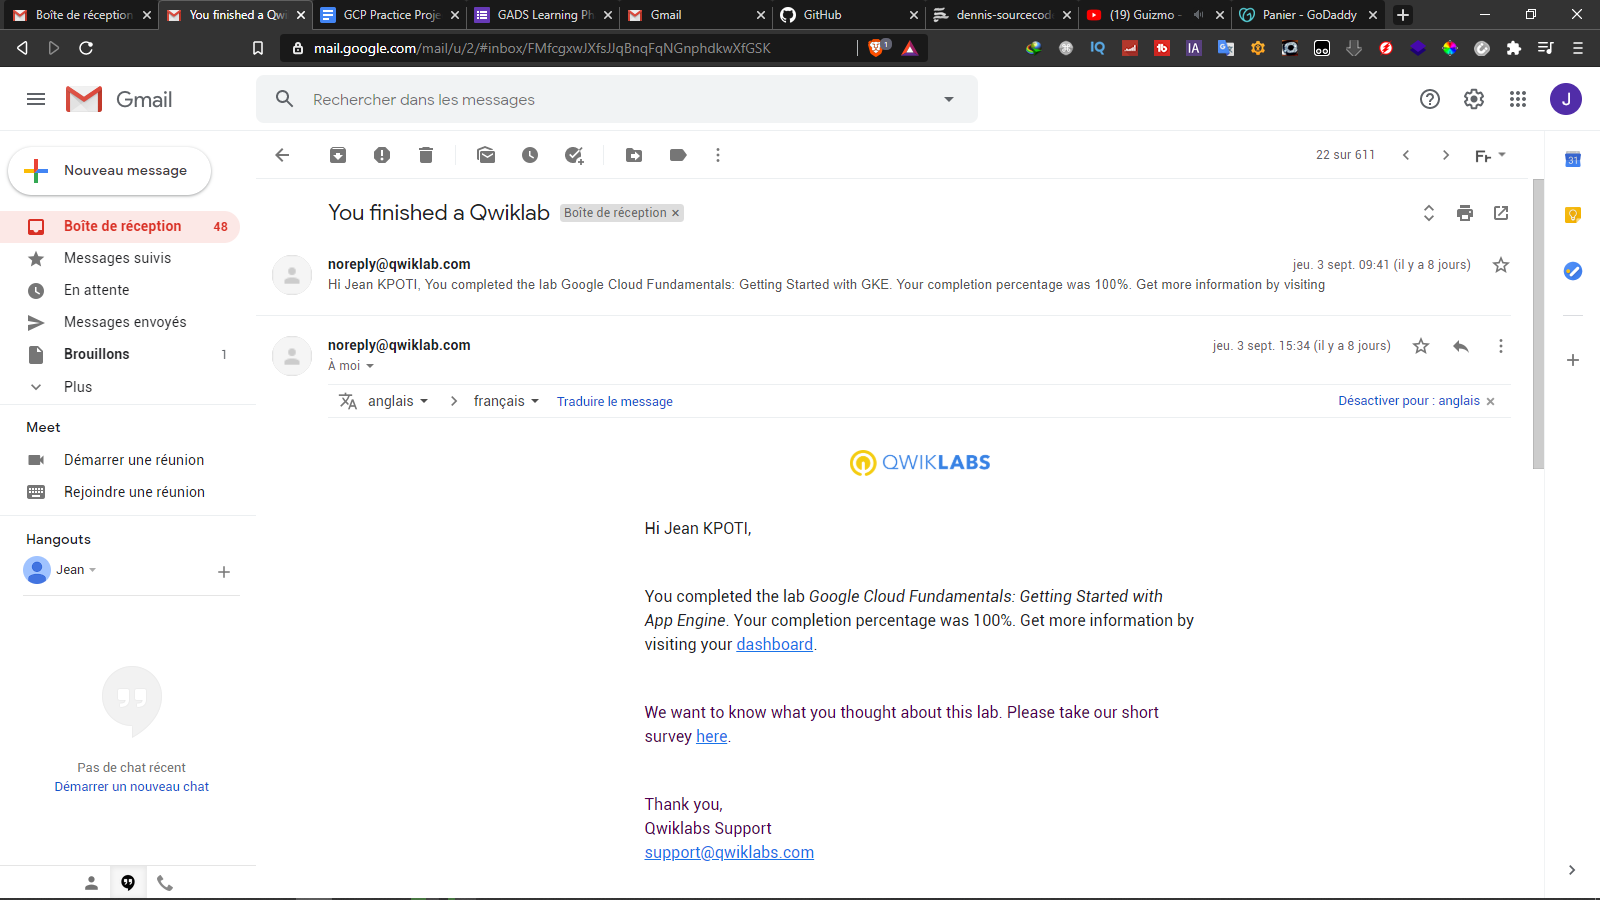 Boîte de réception
You finished a Qwi
GCP Practice Proje
GADS Learning Ph
Gmail
GitHub
dennis-sourcecod
(19) Guizmo -
Panier - GoDaddy
mail.google.com/mail/u/2/#inbox/FMfcgxwJXfsJJqBnqFqNGnphdkwXfGSK
1
IQ
IA
Gmail
Rechercher dans les messages
J
Nouveau message
22 sur 611
31
Boîte de réception 48
Messages suivis
En attente
Messages envoyés
Brouillons 1
Plus
Meet
Démarrer une réunion
Rejoindre une réunion
Hangouts
Jean
Pas de chat récent
Démarrer un nouveau chat
You finished a Qwiklab
Boîte de réception
noreply@qwiklab.com
jeu. 3 sept. 09:41 (il y a 8 jours)
Hi Jean KPOTI, You completed the lab Google Cloud Fundamentals: Getting Started with GKE. Your completion percentage was 100%. Get more information by visiting
noreply@qwiklab.com
jeu. 3 sept. 15:34 (il y a 8 jours)
À moi
anglais
français
Traduire le message
Désactiver pour : anglais
QWIKLABS
Hi Jean KPOTI,
You completed the lab Google Cloud Fundamentals: Getting Started with
App Engine. Your completion percentage was 100%. Get more information by
visiting your dashboard.
We want to know what you thought about this lab. Please take our short
survey here.
Thank you,
Qwiklabs Support
support@qwiklabs.com